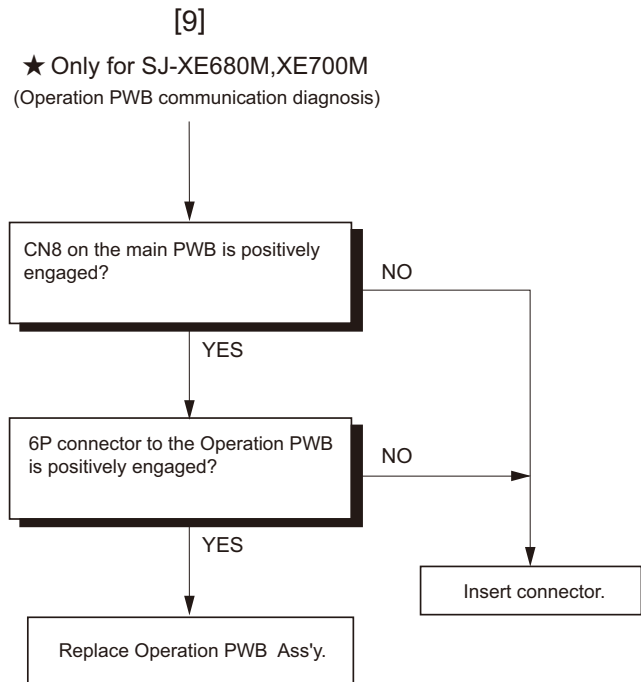 [9]
★ Only for SJ-XE680M,XE700M
(Operation PWB communication diagnosis)
CN8 on the main PWB is positively
engaged?
NO
YES
6P connector to the Operation PWB
is positively engaged?
NO
YES
Insert connector.
Replace Operation PWB Ass'y.